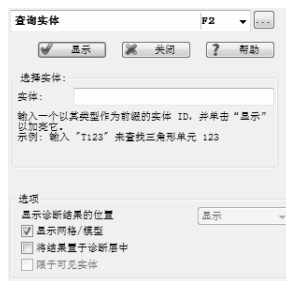 查询实体 F2 ...
显示 关闭 ? 帮助
选择实体:
实体:
输入一个以其类型作为前缀的实体 ID，并单击“显示”
以加亮它。
示例: 输入 "T123" 来查找三角形单元 123
选项
显示诊断结果的位置 显示
显示网格/模型
将结果置于诊断层中
限于可见实体